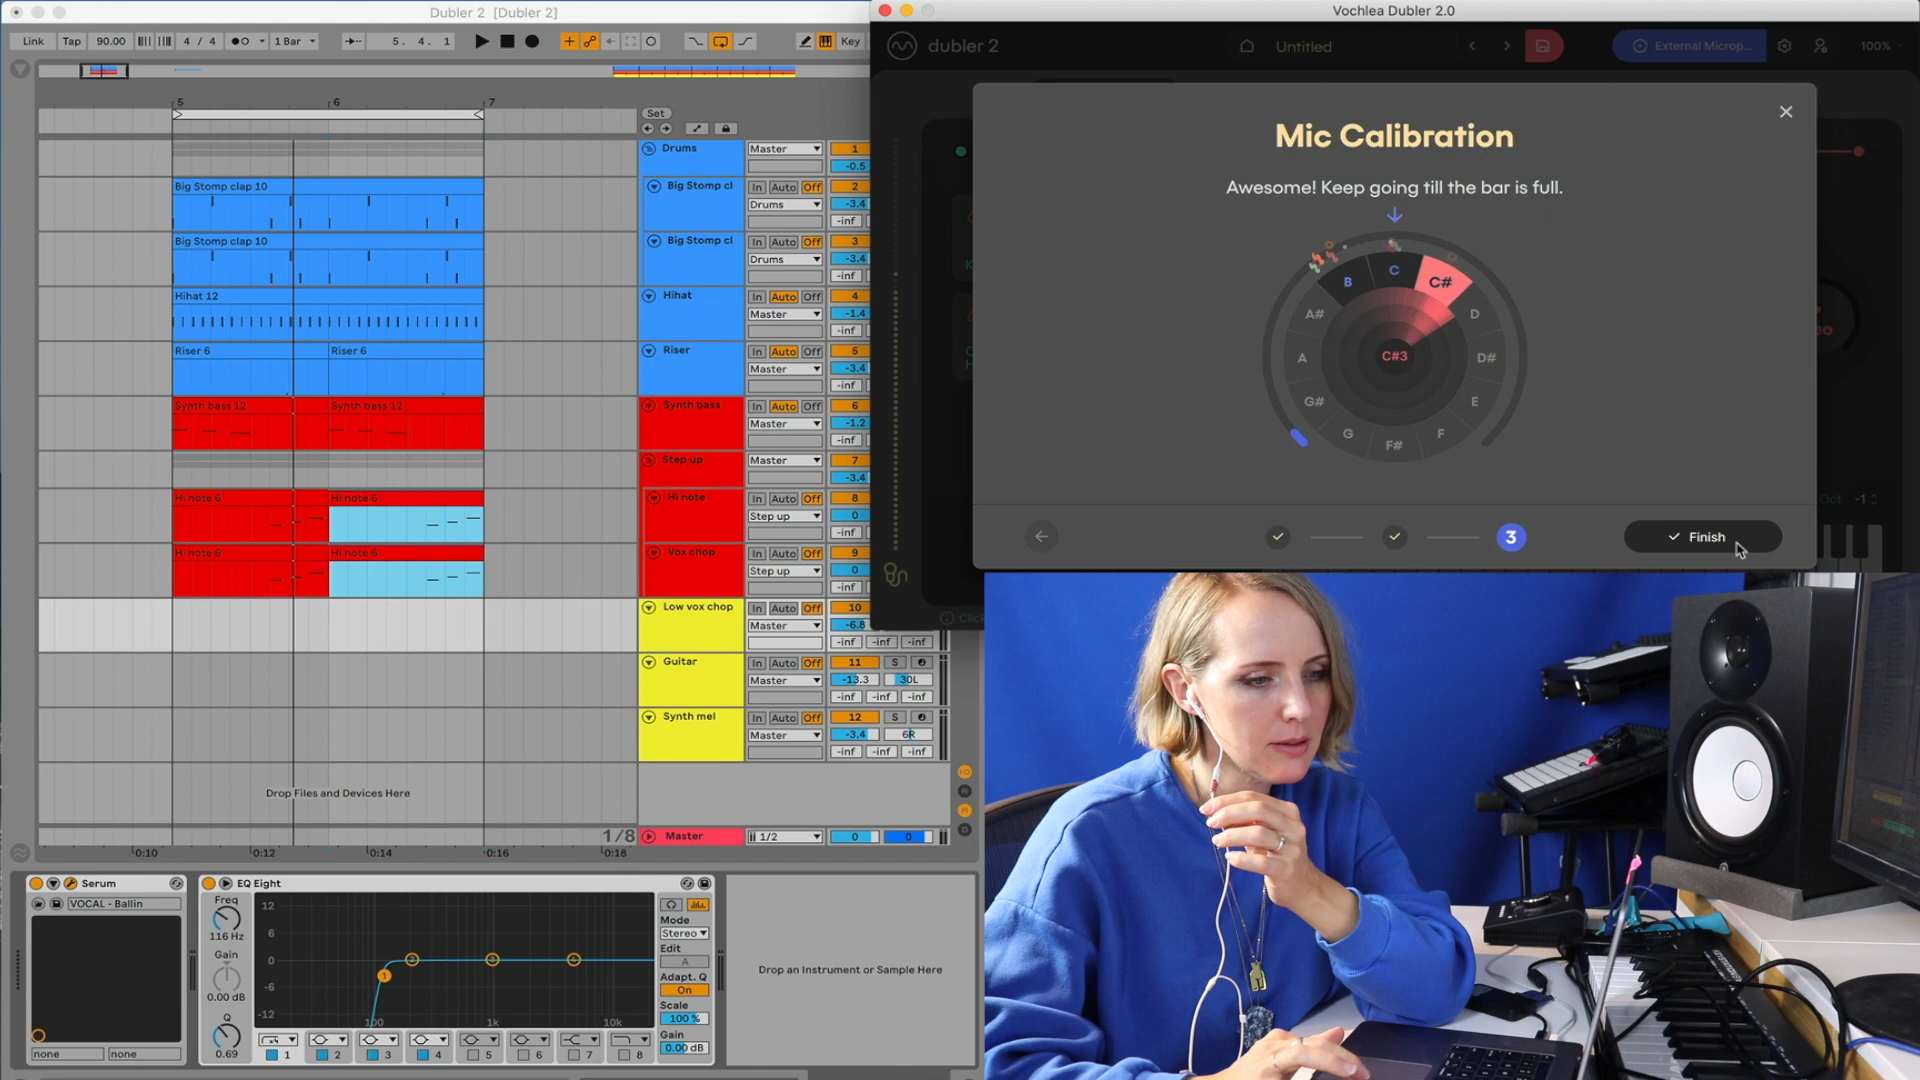 Dubler 2 [Dubler 2]
Link Tap 90.00 4 / 4 1 Bar 5. 4. 1 Key
5 6 7
Set
Drums Master 1
-0.5
Big Stomp clap 10 Big Stomp cl In Auto Off 2
Drums -3.4
-inf
Big Stomp clap 10 Big Stomp cl In Auto Off 3
Drums -3.4
-inf
Hihat 12 Hihat In Auto Off 4
Master -1.4
-inf
Riser 6 Riser 6 Riser In Auto Off 5
Master -3.4
-inf
Synth bass 12 Synth bass 12 Synth bass In Auto Off 6
Master -1.2
-inf
Step up Master 7
-3.4
Hi note 6 Hi note 6 Hi note In Auto Off 8
Step up 0
-inf
Hi note 6 Hi note 6 Vox chop In Auto Off 9
Step up 0
-inf
Low vox chop In Auto Off 10
Master -6.8
-inf -inf -inf
Guitar In Auto Off 11 S
Master -13.3 30L
-inf -inf -inf
Synth mel In Auto Off 12 S
Master -3.4 6R
-inf -inf -inf
Drop Files and Devices Here
1/8 Master 1/2 0 0
0:10 0:12 0:14 0:16 0:18
Serum
VOCAL - Ballin
none none
EQ Eight
Freq
116 Hz
Gain
0.00 dB
Q
0.69
12
6
0
-6
-12
100 1k 10k
1 2 3 4
1 2 3 4 5 6 7 8
Mode
Stereo
Edit
A
Adapt. Q
On
Scale
100 %
Gain
0.00 dB
Drop an Instrument or Sample Here
Vochlea Dubler 2.0
dubler 2 Untitled External Microp... 100%
Mic Calibration
Awesome! Keep going till the bar is full.
C
B C#
A# D
A C#3 D#
G# E
G F
F#
Oct -1
3 Finish
Click